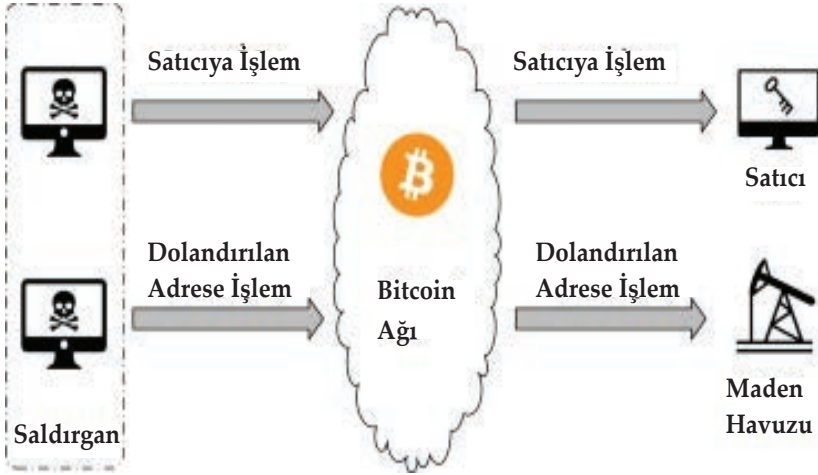 Satıcıya İşlem
Satıcıya İşlem
Satıcı
Dolandırılan
Adrese İşlem
Dolandırılan
Adrese İşlem
Bitcoin
Ağı
Maden
Havuzu
Saldırgan